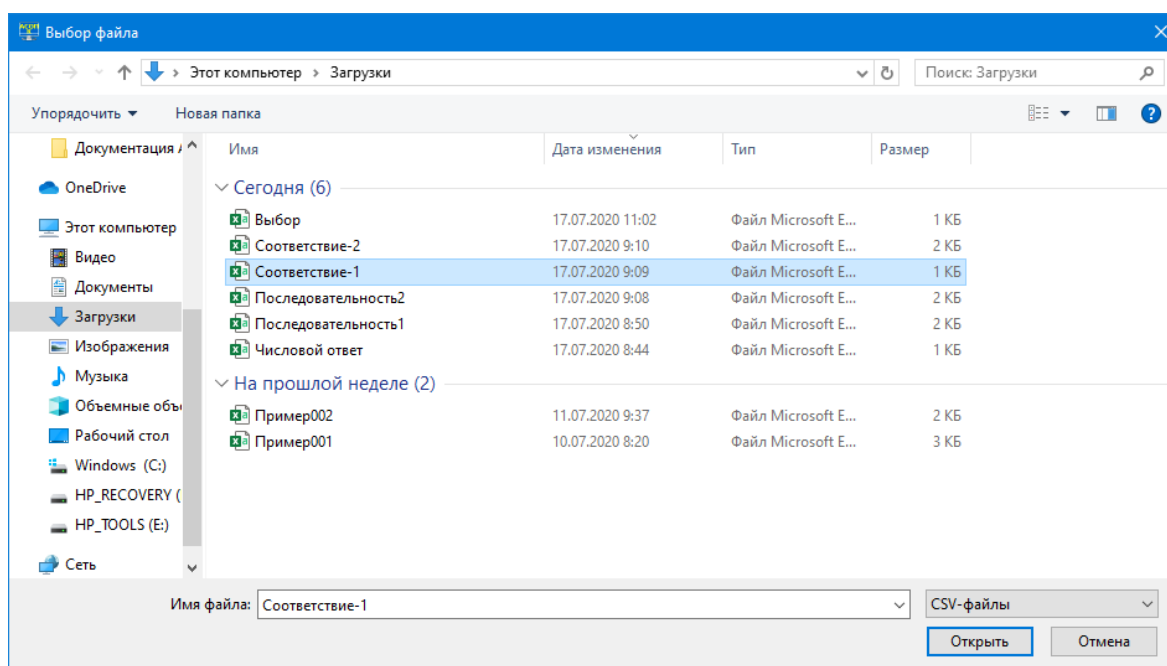 Выбор файла
Этот компьютер › Загрузки
Поиск: Загрузки
Упорядочить
Новая папка
Документация
OneDrive
Этот компьютер
Видео
Документы
Загрузки
Изображения
Музыка
Объемные объ
Рабочий стол
Windows (C:)
HP_RECOVERY (
HP_TOOLS (E:)
Сеть
Имя Дата изменения Тип Размер
Сегодня (6)
Выбор 17.07.2020 11:02 Файл Microsoft E... 1 КБ
Соответствие-2 17.07.2020 9:10 Файл Microsoft E... 2 КБ
Соответствие-1 17.07.2020 9:09 Файл Microsoft E... 1 КБ
Последовательность2 17.07.2020 9:08 Файл Microsoft E... 2 КБ
Последовательность1 17.07.2020 8:50 Файл Microsoft E... 2 КБ
Числовой ответ 17.07.2020 8:44 Файл Microsoft E... 1 КБ
На прошлой неделе (2)
Пример002 11.07.2020 9:37 Файл Microsoft E... 2 КБ
Пример001 10.07.2020 8:20 Файл Microsoft E... 3 КБ
Имя файла: Соответствие-1 CSV-файлы
Открыть Отмена